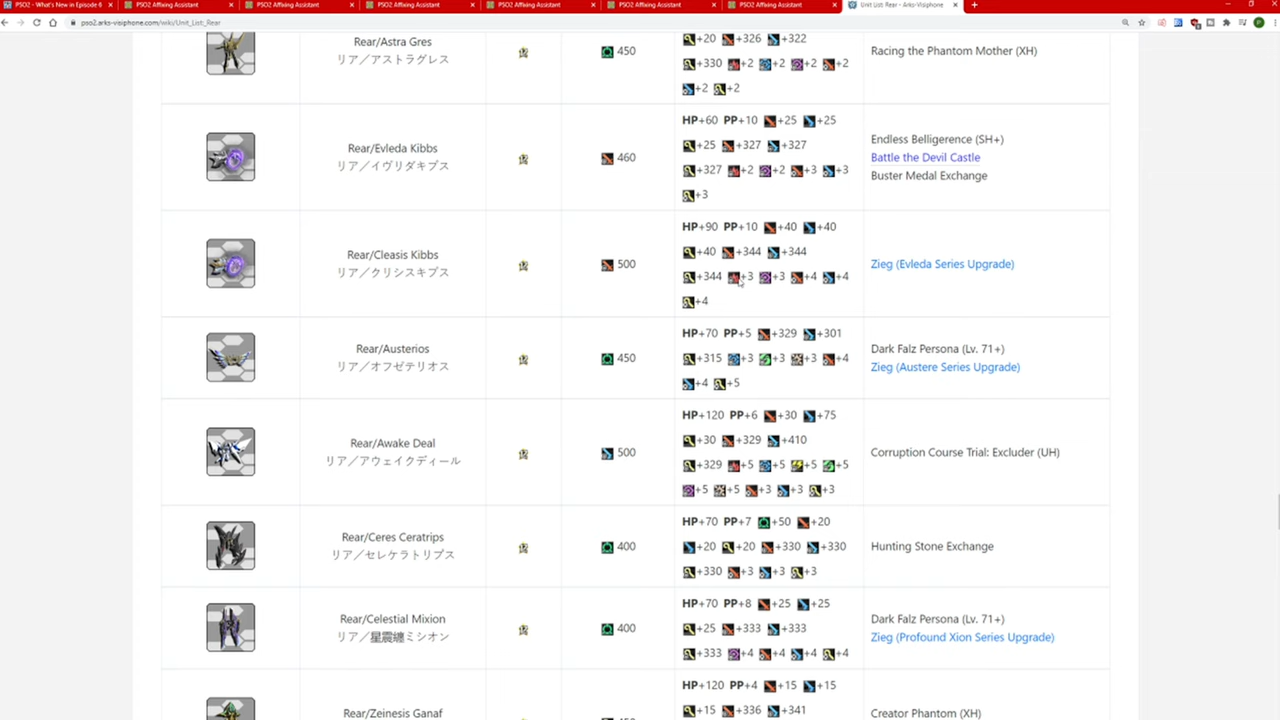 PSO2 - What's New in Episode 6
PSO2 Affixing Assistant
PSO2 Affixing Assistant
PSO2 Affixing Assistant
PSO2 Affixing Assistant
PSO2 Affixing Assistant
PSO2 Affixing Assistant
Unit List: Rear - Arks-Visiphone
pso2.arks-visiphone.com/wiki/Unit_List:_Rear
Rear/Astra Gres
リア／アストラグレス
450
+20 +326 +322
+330 +2 +2 +2 +2
+2 +2
Racing the Phantom Mother (XH)
Rear/Evleda Kibbs
リア／イヴリダキプス
460
HP+60 PP+10 +25 +25
+25 +327 +327
+327 +2 +2 +3 +3
+3
Endless Belligerence (SH+)
Battle the Devil Castle
Buster Medal Exchange
Rear/Cleasis Kibbs
リア／クリシスキプス
500
HP+90 PP+10 +40 +40
+40 +344 +344
+344 +3 +3 +4 +4
+4
Zieg (Evleda Series Upgrade)
Rear/Austerios
リア／オフゼテリオス
450
HP+70 PP+5 +329 +301
+315 +3 +3 +3 +4
+4 +5
Dark Falz Persona (Lv. 71+)
Zieg (Austere Series Upgrade)
Rear/Awake Deal
リア／アウェイクディール
500
HP+120 PP+6 +30 +75
+30 +329 +410
+329 +5 +5 +5 +5
+5 +5 +3 +3 +3
Corruption Course Trial: Excluder (UH)
Rear/Ceres Ceratrips
リア／セレケラトリプス
400
HP+70 PP+7 +50 +20
+20 +20 +330 +330
+330 +3 +3 +3
Hunting Stone Exchange
Rear/Celestial Mixion
リア／星震纏ミシオン
400
HP+70 PP+8 +25 +25
+25 +333 +333
+333 +4 +4 +4 +4
Dark Falz Persona (Lv. 71+)
Zieg (Profound Xion Series Upgrade)
Rear/Zeinesis Ganaf
HP+120 PP+4 +15 +15
+15 +336 +341
Creator Phantom (XH)